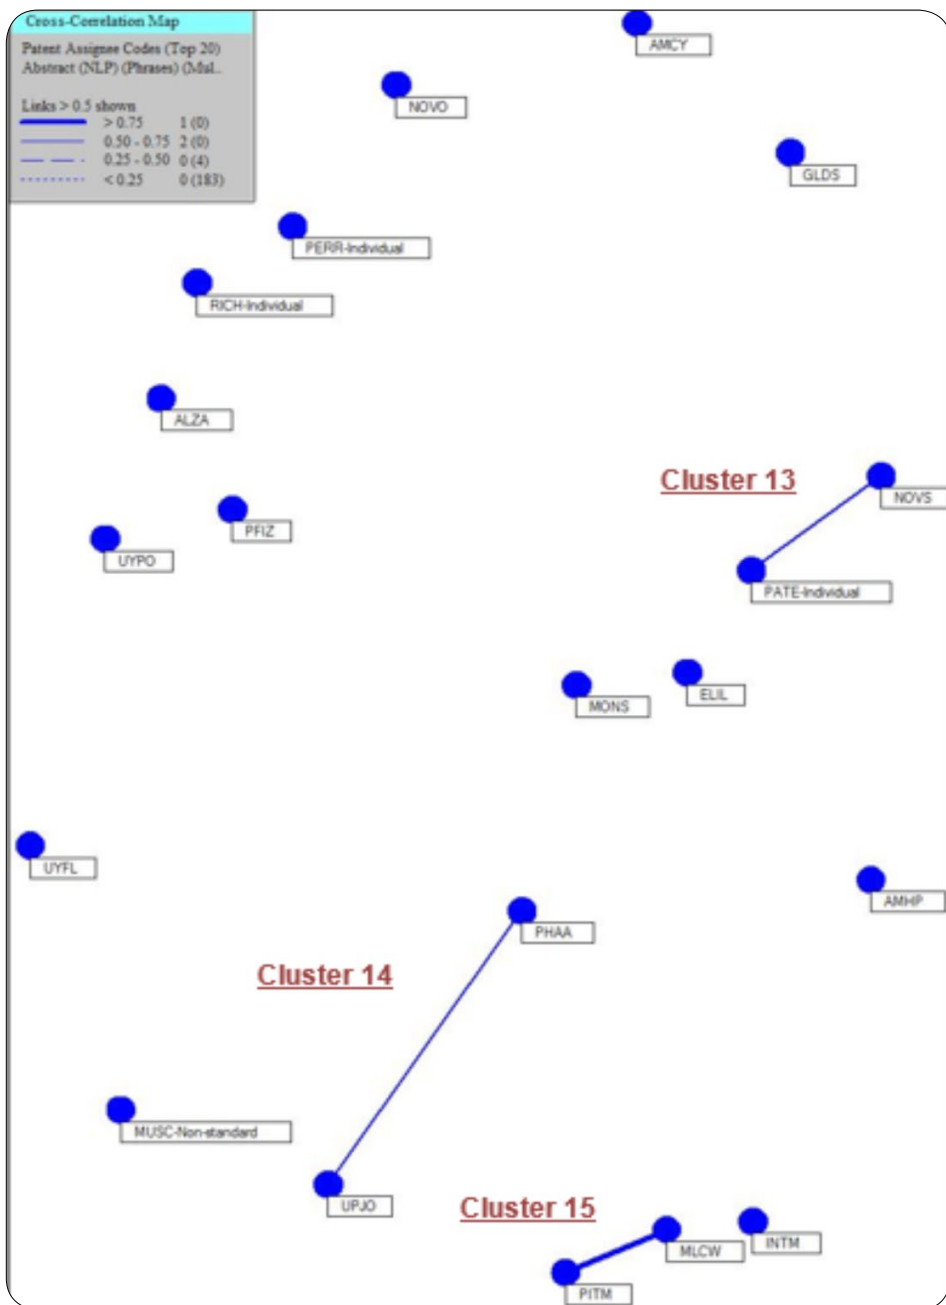 Cross-Correlation Map
Patent Assignee Codes (Top 20)
Abstract (NLP) (Phrases) (Mul..
Links > 0.5 shown
> 0.75 1 (0)
0.50 - 0.75 2 (0)
0.25 - 0.50 0 (4)
< 0.25 0 (183)
AMCY
NOVO
GLDS
PERR-Individual
RICH-Individual
ALZA
Cluster 13
NOVS
PFIZ
UYPO
PATE-Individual
ELIL
MONS
UYFL
AMHP
PHAA
Cluster 14
MUSC-Non-standard
UPJO
Cluster 15
INTM
MLCW
PITM